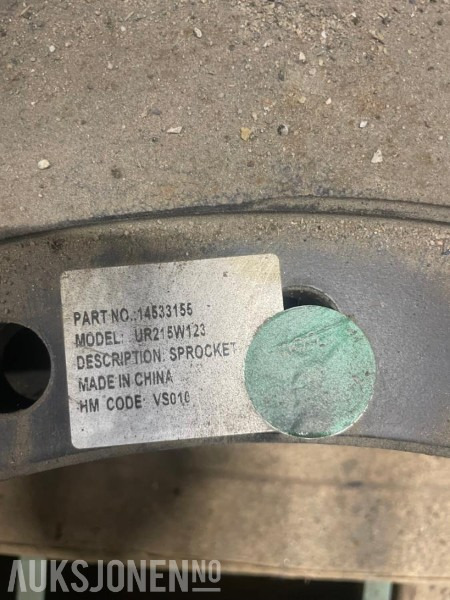 PART NO.:14533155
MODEL: UR215W123
DESCRIPTION: SPROCKET
MADE IN CHINA
HM CODE: VS010
AUKSJONEN.NO